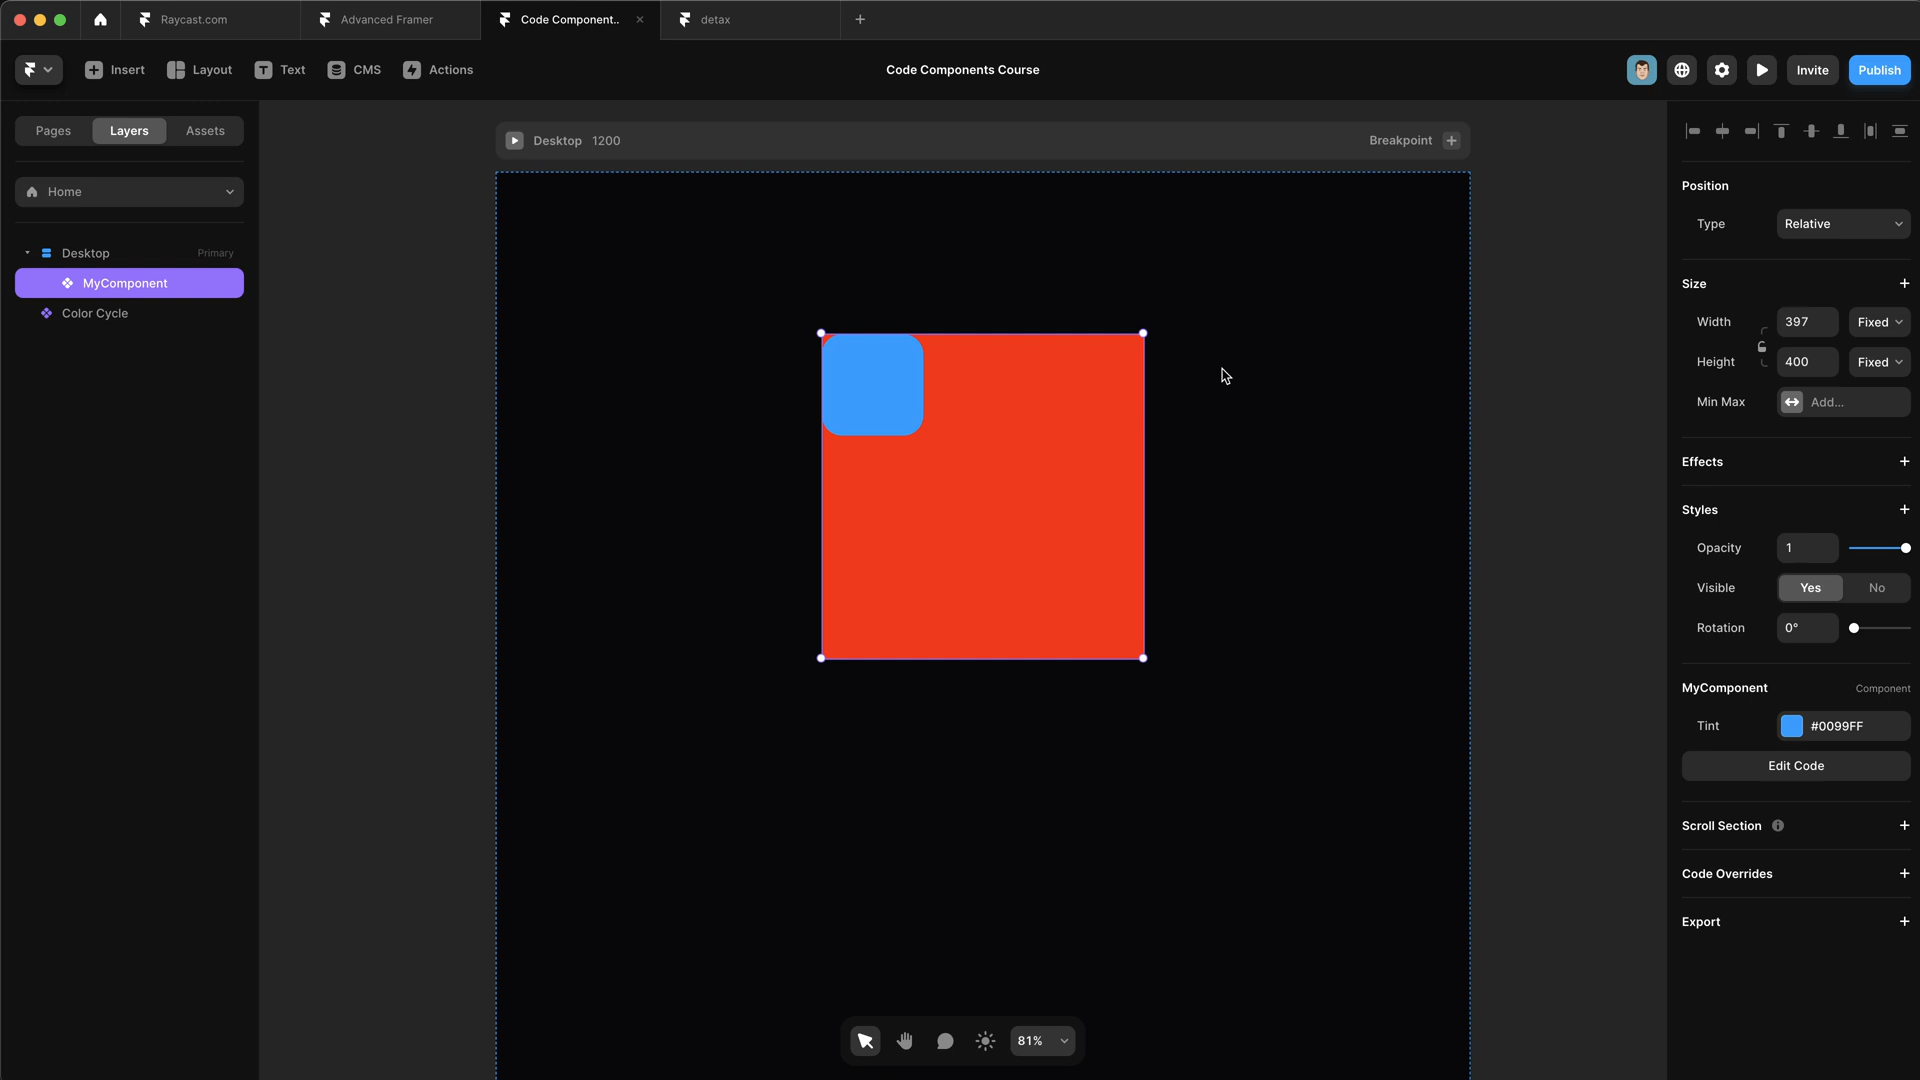 Raycast.com
Advanced Framer
Code Component..
detax
Insert
Layout
Text
CMS
Actions
Code Components Course
Invite
Publish
Pages
Layers
Assets
Home
Desktop
Primary
MyComponent
Color Cycle
Desktop 1200
Breakpoint
Position
Type
Relative
Size
Width
397
Fixed
Height
400
Fixed
Min Max
Add...
Effects
Styles
Opacity
1
Visible
Yes
No
Rotation
0°
MyComponent
Component
Tint
#0099FF
Edit Code
Scroll Section
Code Overrides
Export
81%